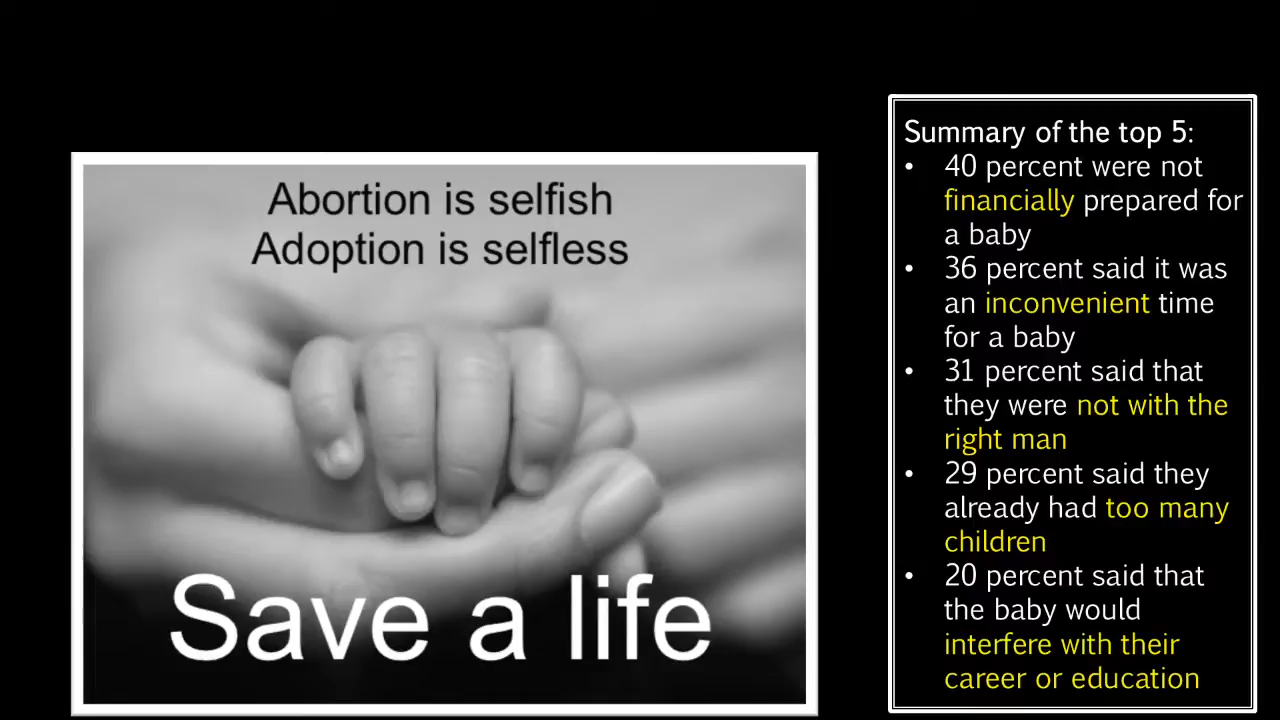 Abortion is selfish
Adoption is selfless
Save a life
Summary of the top 5:
• 40 percent were not
financially prepared for
a baby
• 36 percent said it was
an inconvenient time
for a baby
• 31 percent said that
they were not with the
right man
• 29 percent said they
already had too many
children
• 20 percent said that
the baby would
interfere with their
career or education